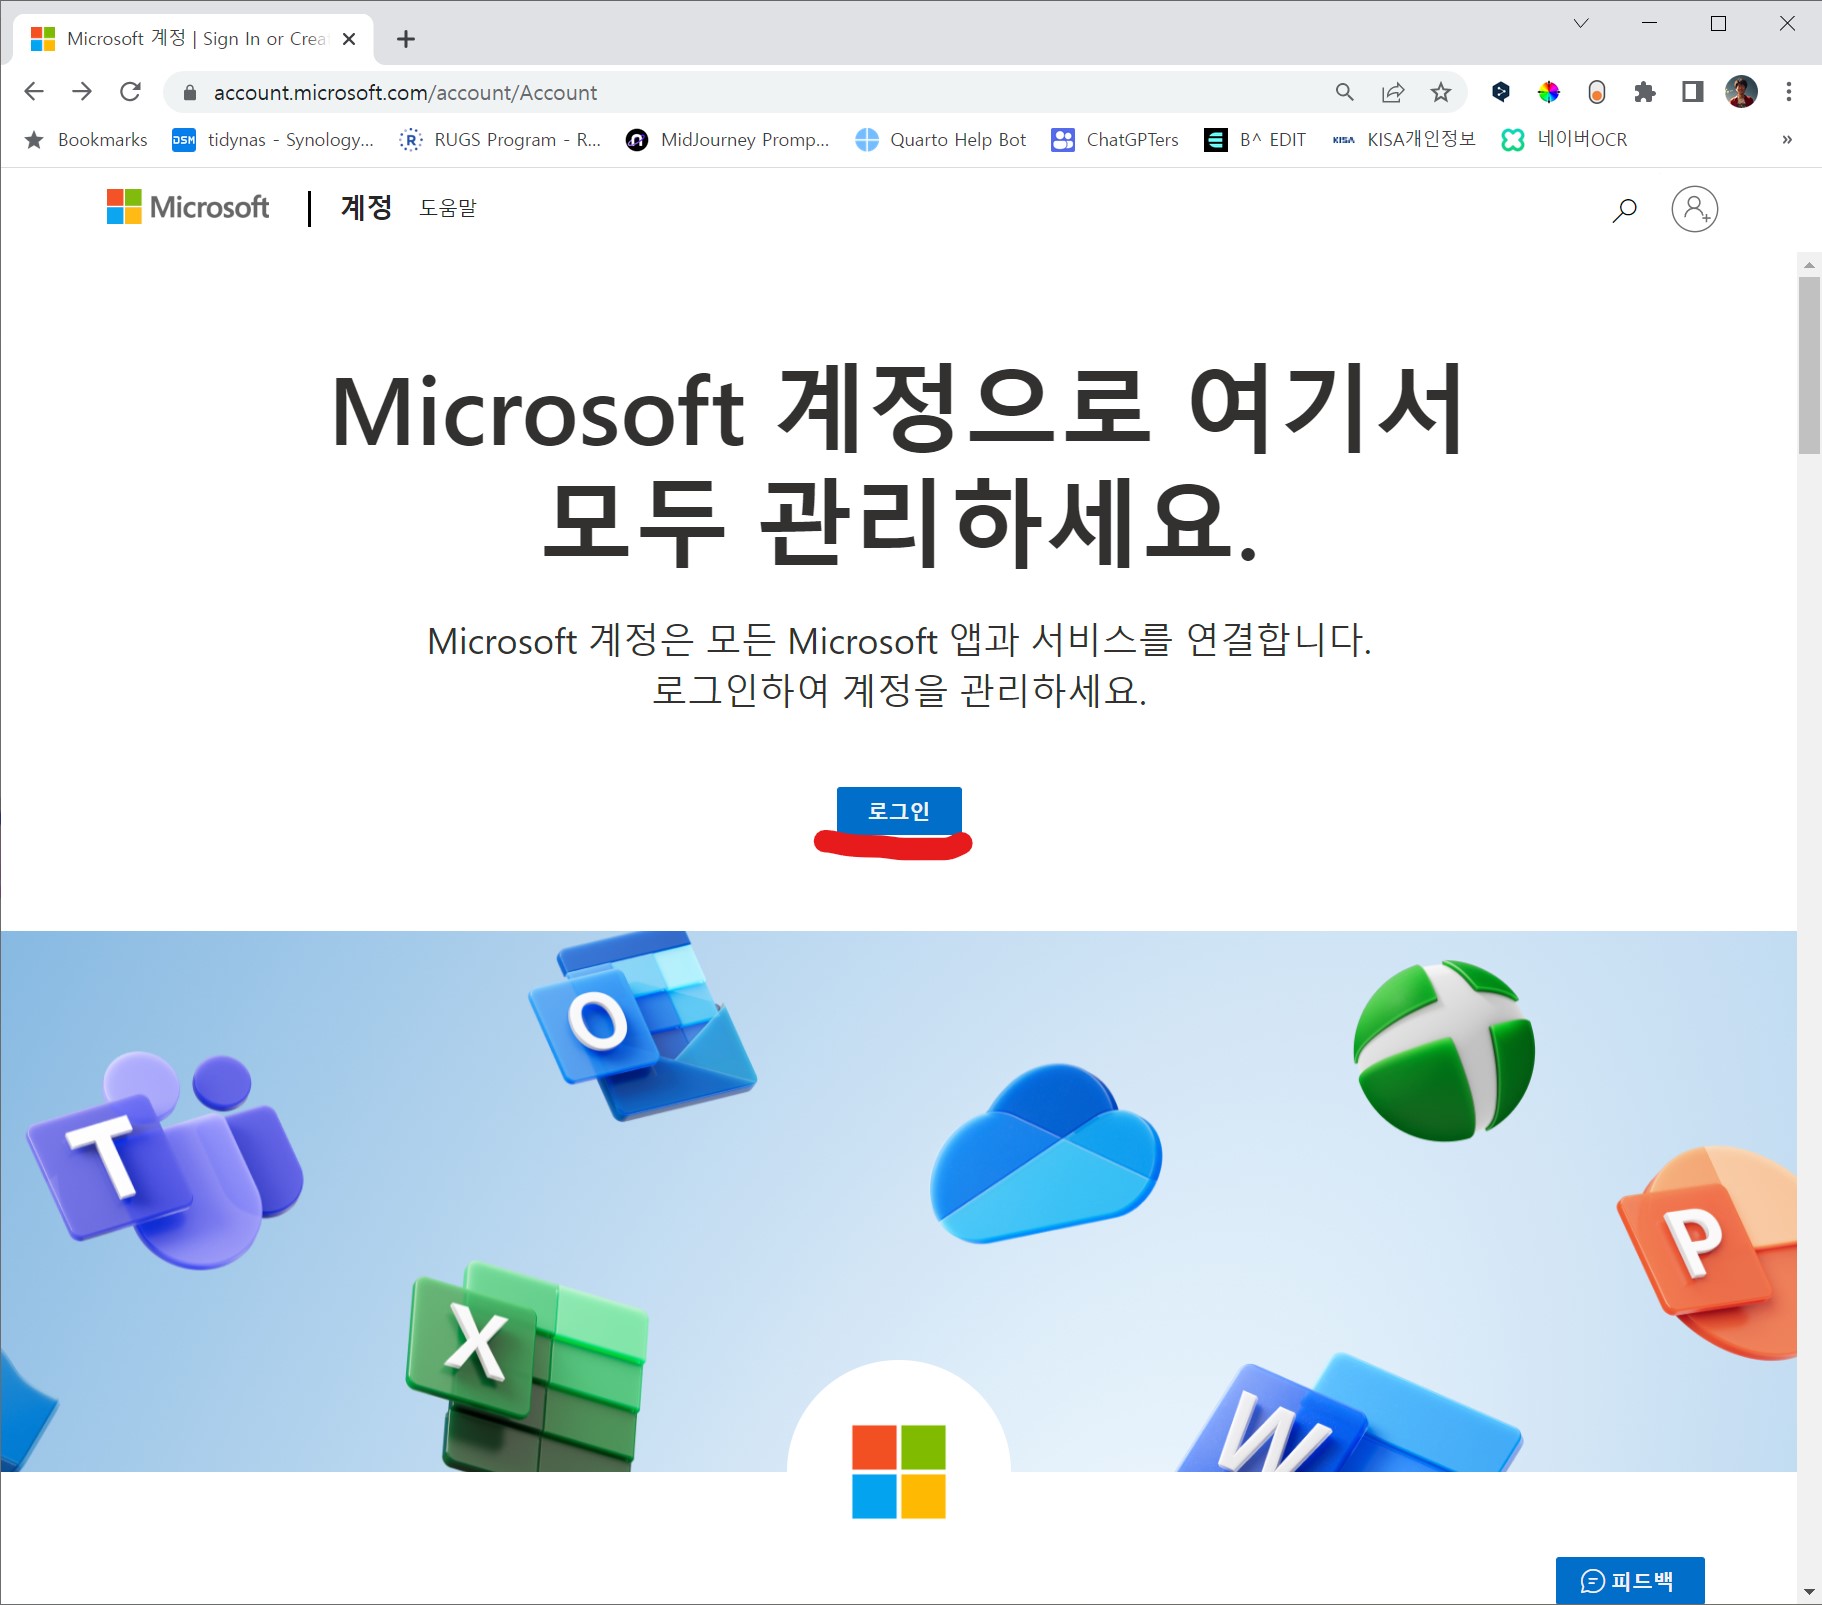 Microsoft 계정 | Sign In or Crea
account.microsoft.com/account/Account
Bookmarks DSM tidynas - Synology... R RUGS Program - R... MidJourney Promp... Quarto Help Bot ChatGPTers B^ EDIT KISA KISA개인정보 네이버OCR »
Microsoft | 계정 도움말
Microsoft 계정으로 여기서
모두 관리하세요.
Microsoft 계정은 모든 Microsoft 앱과 서비스를 연결합니다.
로그인하여 계정을 관리하세요.
로그인
O
T
P
X
W
피드백